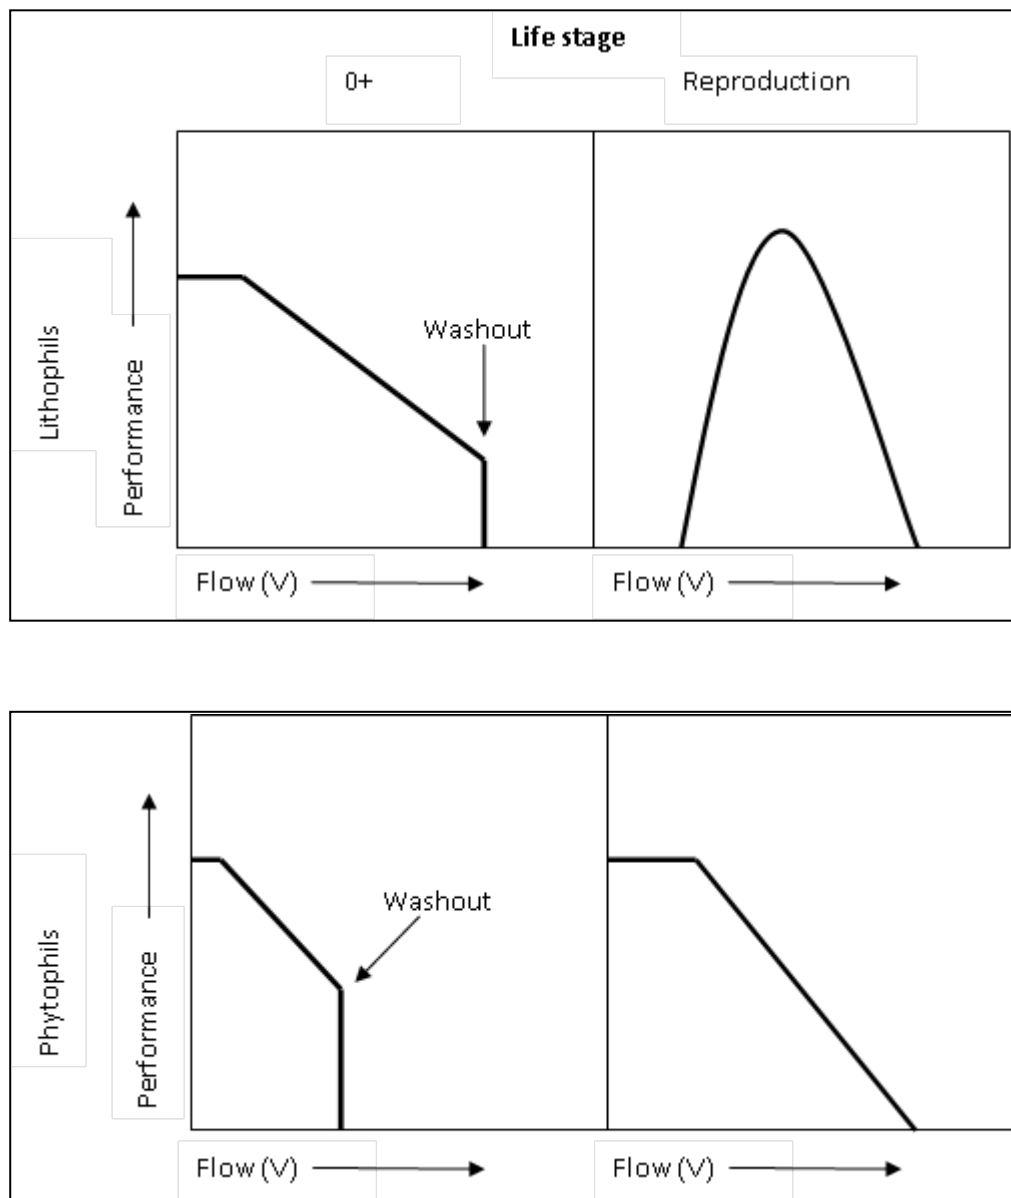 Life stage
0+
Reproduction
Lithophils
Performance
Washout
Flow (V)
Flow (V)
Phytophils
Performance
Washout
Flow (V)
Flow (V)